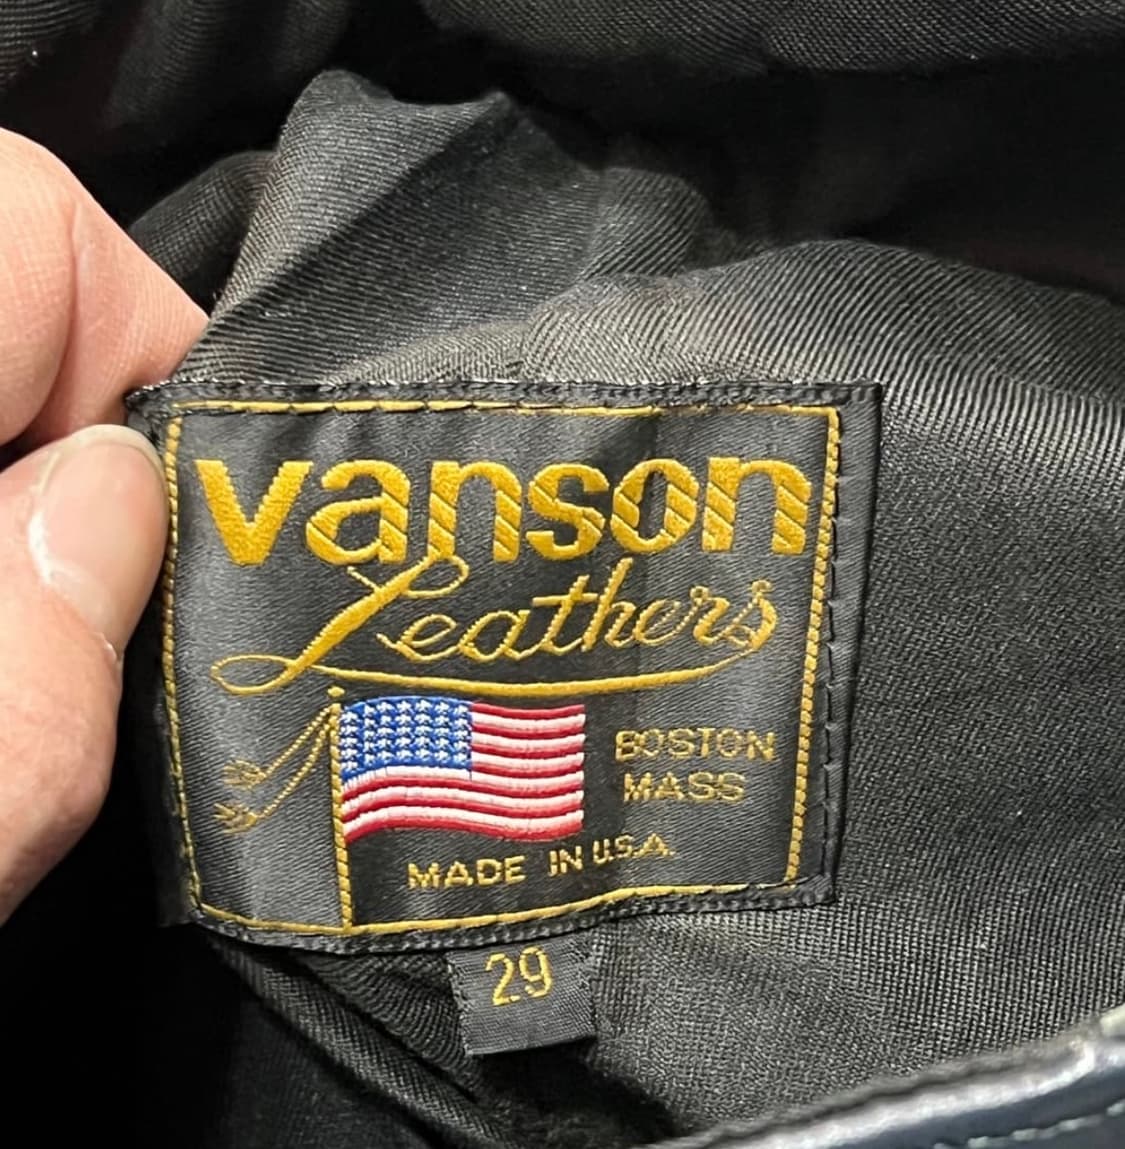 vanson
Leathers
BOSTON
MASS
MADE IN U.S.A.
29